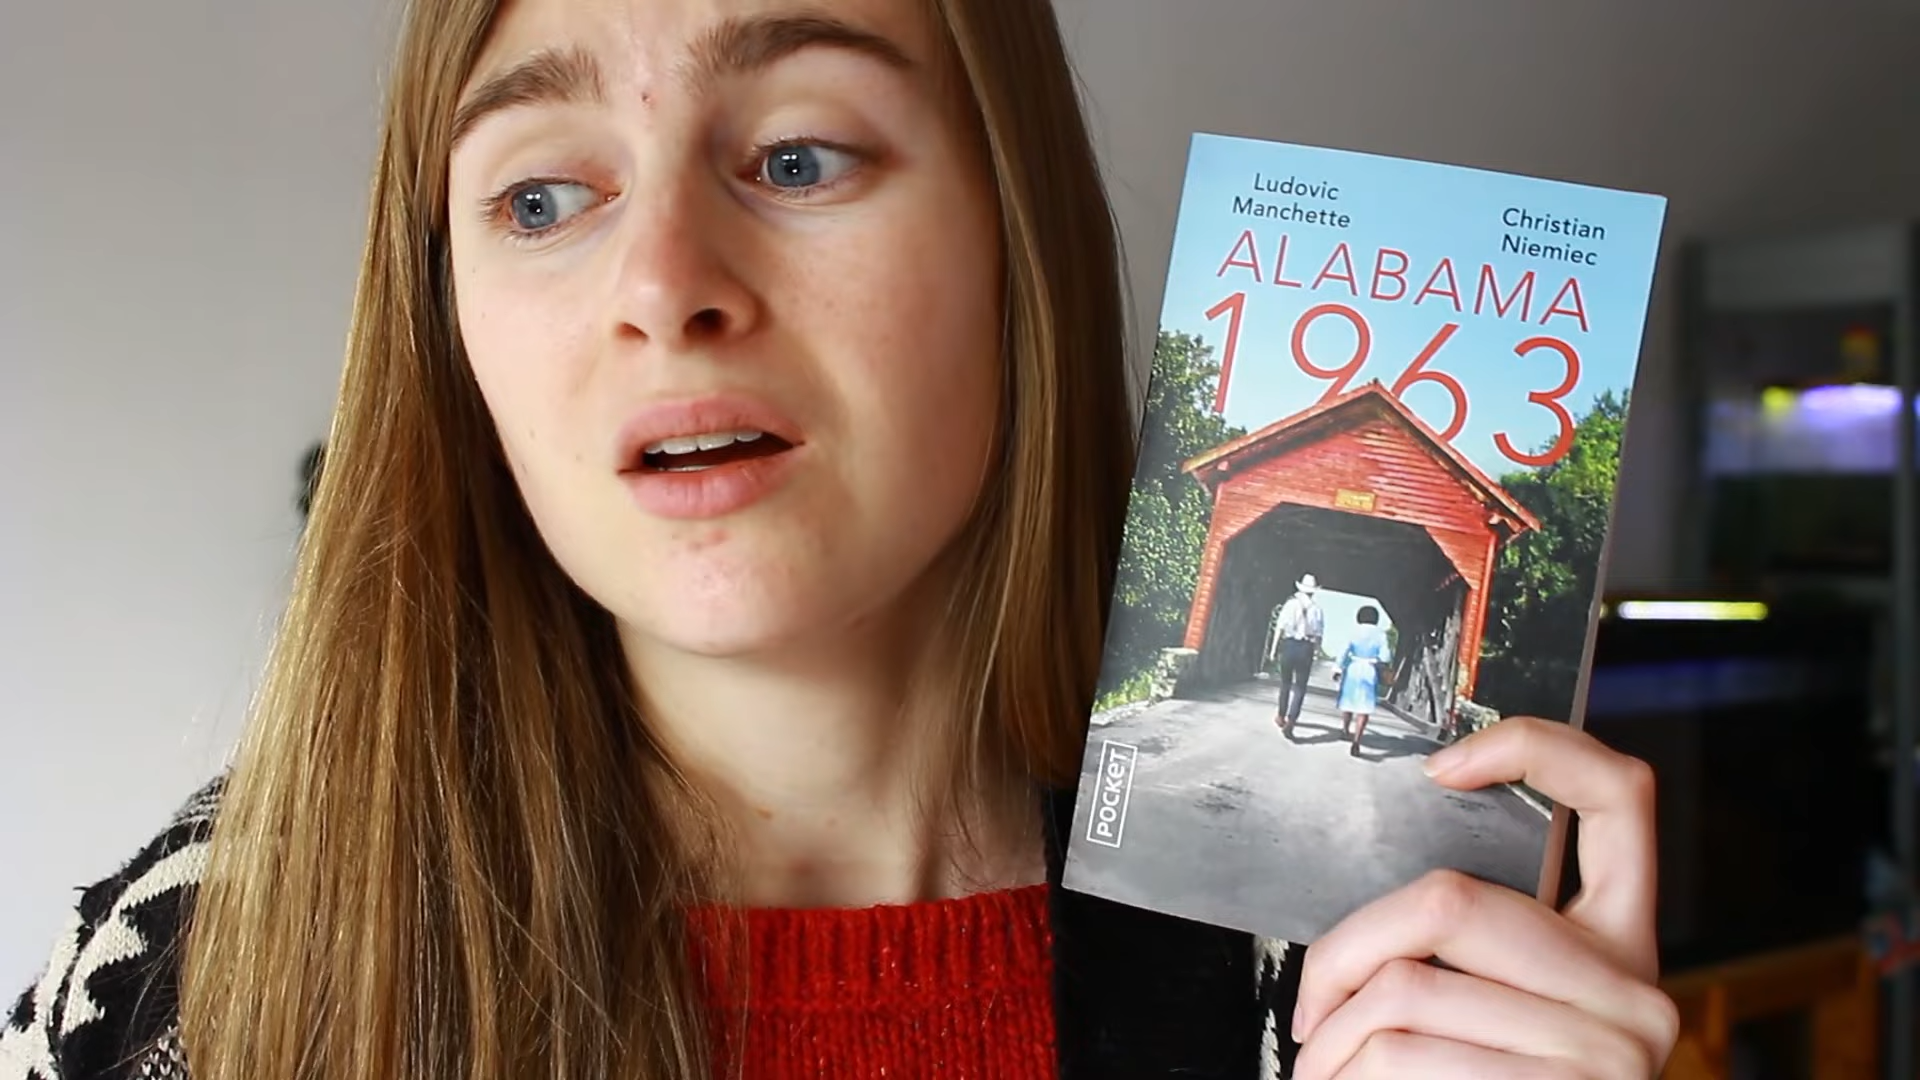 Ludovic
Manchette
Christian
Niemiec
ALABAMA
1963
POCKET